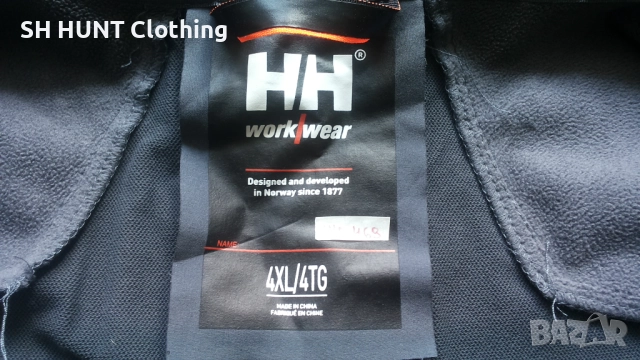 SH HUNT Clothing
HH®
work/wear
Designed and developed
in Norway since 1877
NAME:
4XL/4TG
MADE IN CHINA
FABRIQUÉ EN CHINE
BAZAR